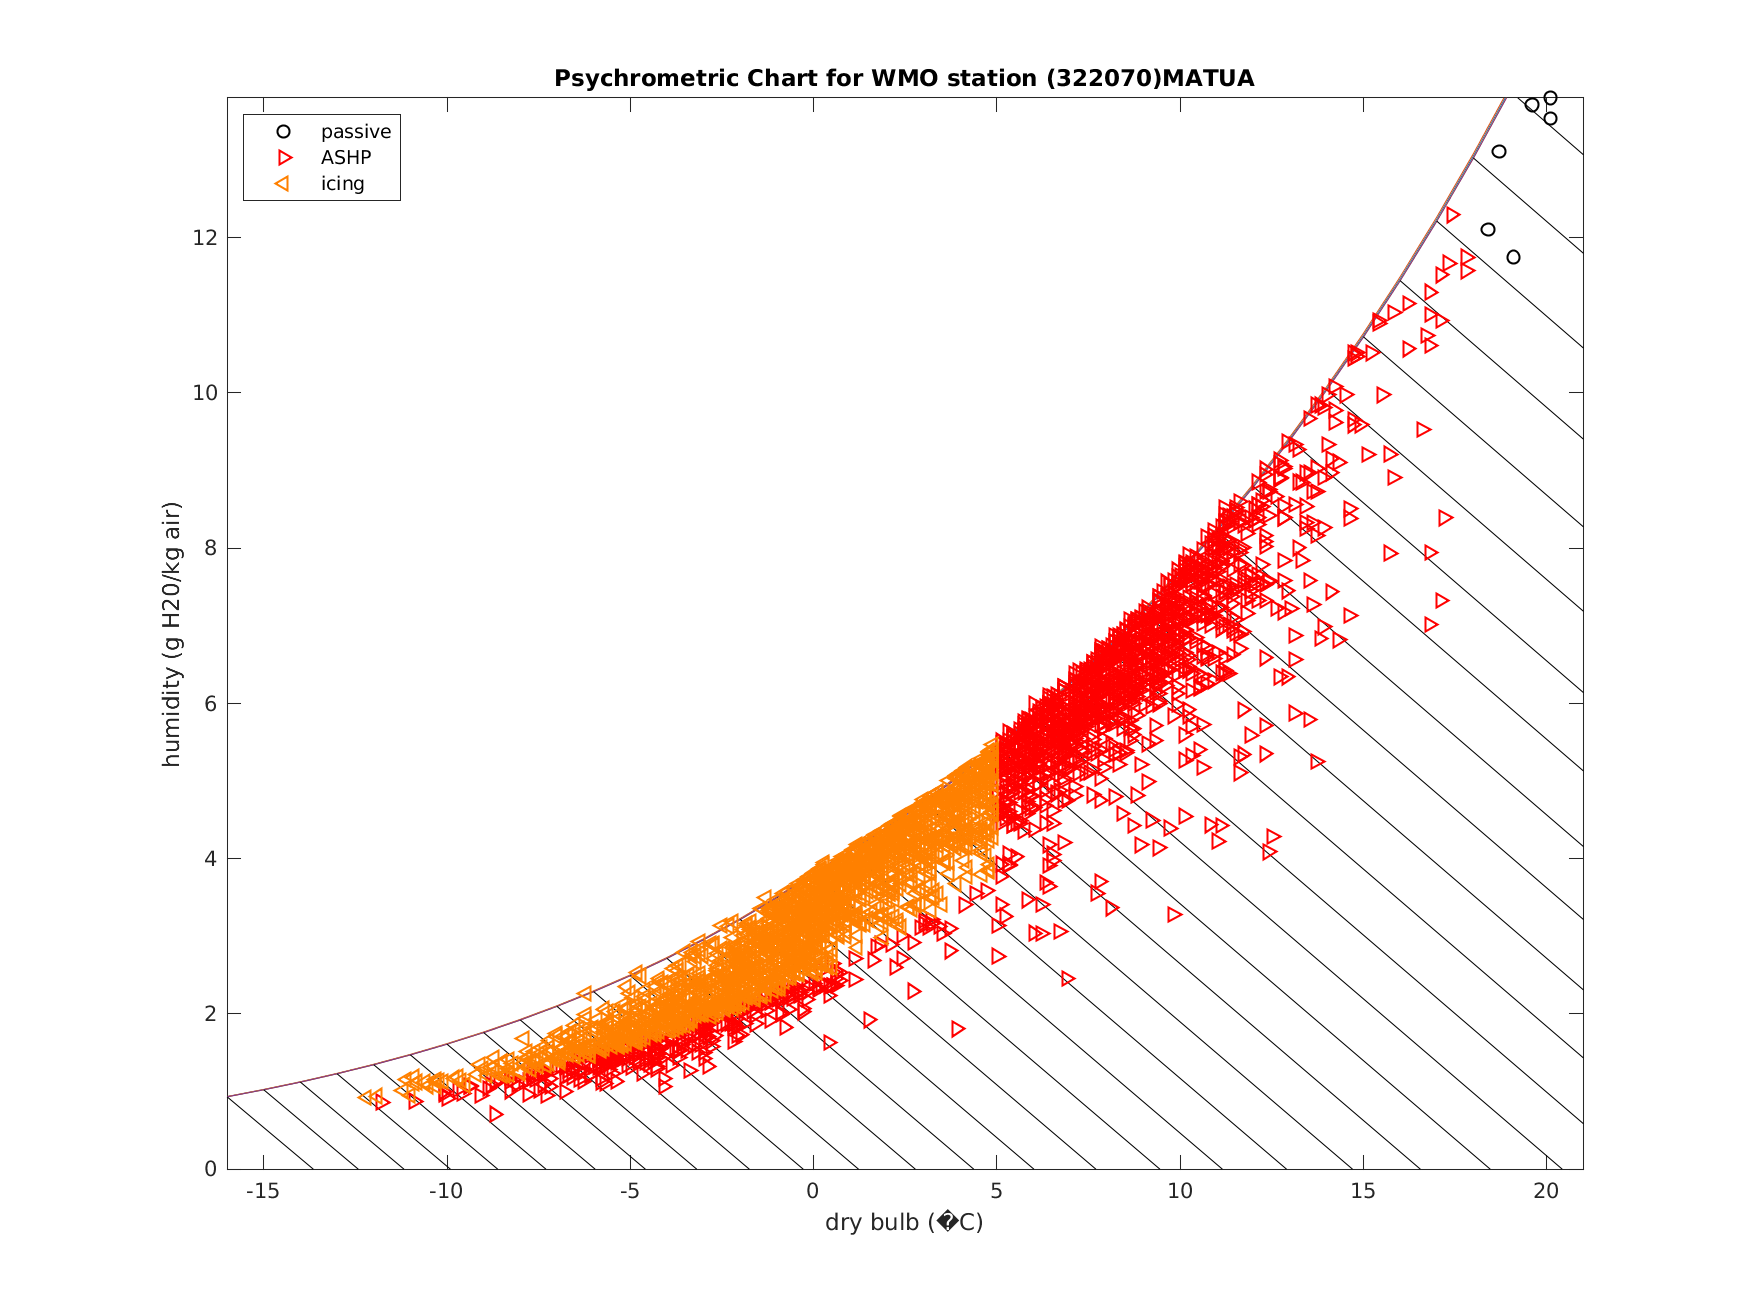 Psychrometric Chart for WMO station (322070)MATUA
passive
ASHP
icing
humidity (g H20/kg air)
12
10
8
6
4
2
0
-15 -10 -5 0 5 10 15 20
dry bulb (�C)